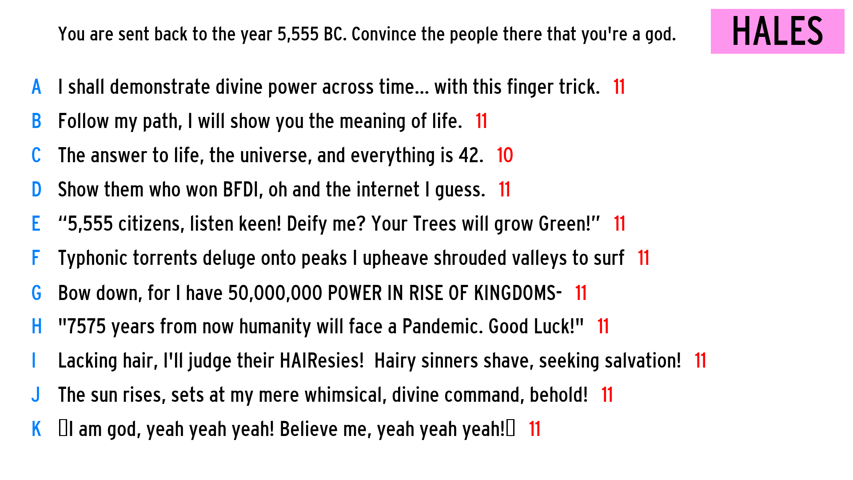 You are sent back to the year 5,555 BC. Convince the people there that you're a god.
HALES
A I shall demonstrate divine power across time... with this finger trick. 11
B Follow my path, I will show you the meaning of life. 11
C The answer to life, the universe, and everything is 42. 10
D Show them who won BFDI, oh and the internet I guess. 11
E “5,555 citizens, listen keen! Deify me? Your Trees will grow Green!” 11
F Typhonic torrents deluge onto peaks I upheave shrouded valleys to surf 11
G Bow down, for I have 50,000,000 POWER IN RISE OF KINGDOMS- 11
H "7575 years from now humanity will face a Pandemic. Good Luck!" 11
I Lacking hair, I'll judge their HAIResies!  Hairy sinners shave, seeking salvation! 11
J The sun rises, sets at my mere whimsical, divine command, behold! 11
K ▯I am god, yeah yeah yeah! Believe me, yeah yeah yeah!▯ 11